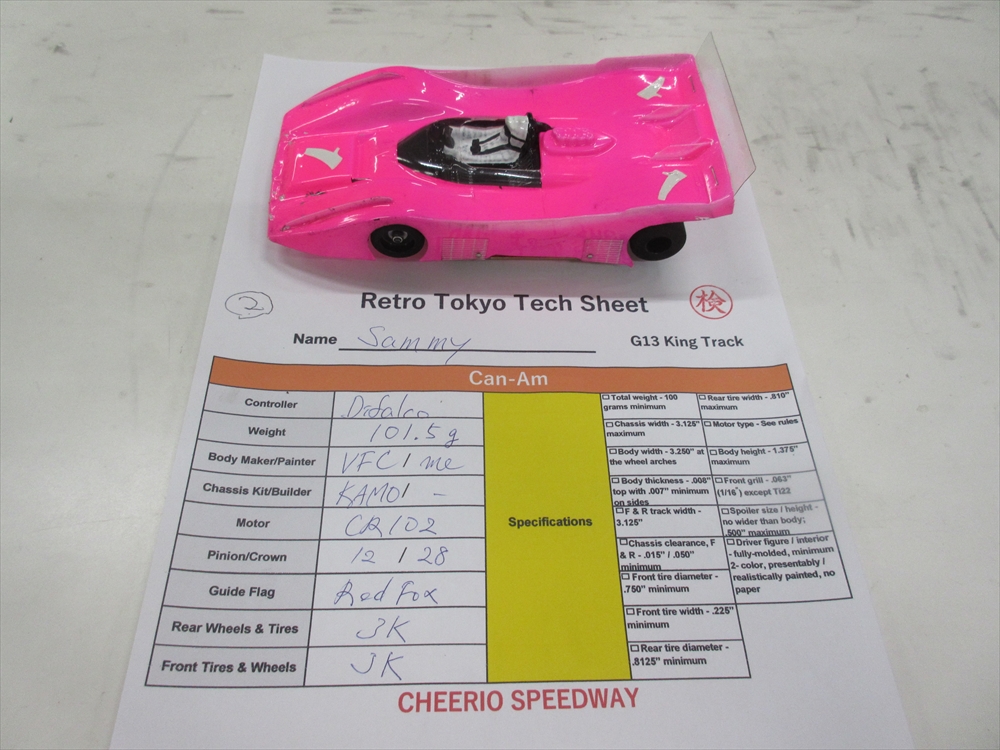 7
7
7
2
Retro Tokyo Tech Sheet
検
Name Sammy
G13 King Track
Can-Am
Controller Difalco
Weight 101.5g
Body Maker/Painter VFC / me
Chassis Kit/Builder KAMO / -
Motor CR102
Pinion/Crown 12 / 28
Guide Flag Red Fox
Rear Wheels & Tires JK
Front Tires & Wheels JK
Specifications
Total weight - 100
grams minimum
Chassis width - 3.125"
maximum
Body width - 3.250" at
the wheel arches
Body thickness - .008"
top with .007" minimum
on sides
F & R track width -
3.125"
Chassis clearance, F
& R - .015" / .050"
minimum
Front tire diameter -
.750" minimum
Front tire width - .225"
minimum
Rear tire diameter -
.8125" minimum
Rear tire width - .810"
maximum
Motor type - See rules
Body height - 1.375"
maximum
Front grill - .063"
(1/16") except Ti22
Spoiler size / height -
no wider than body;
.500" maximum
Driver figure / interior
- fully-molded, minimum
2- color, presentably /
realistically painted, no
paper
CHEERIO SPEEDWAY